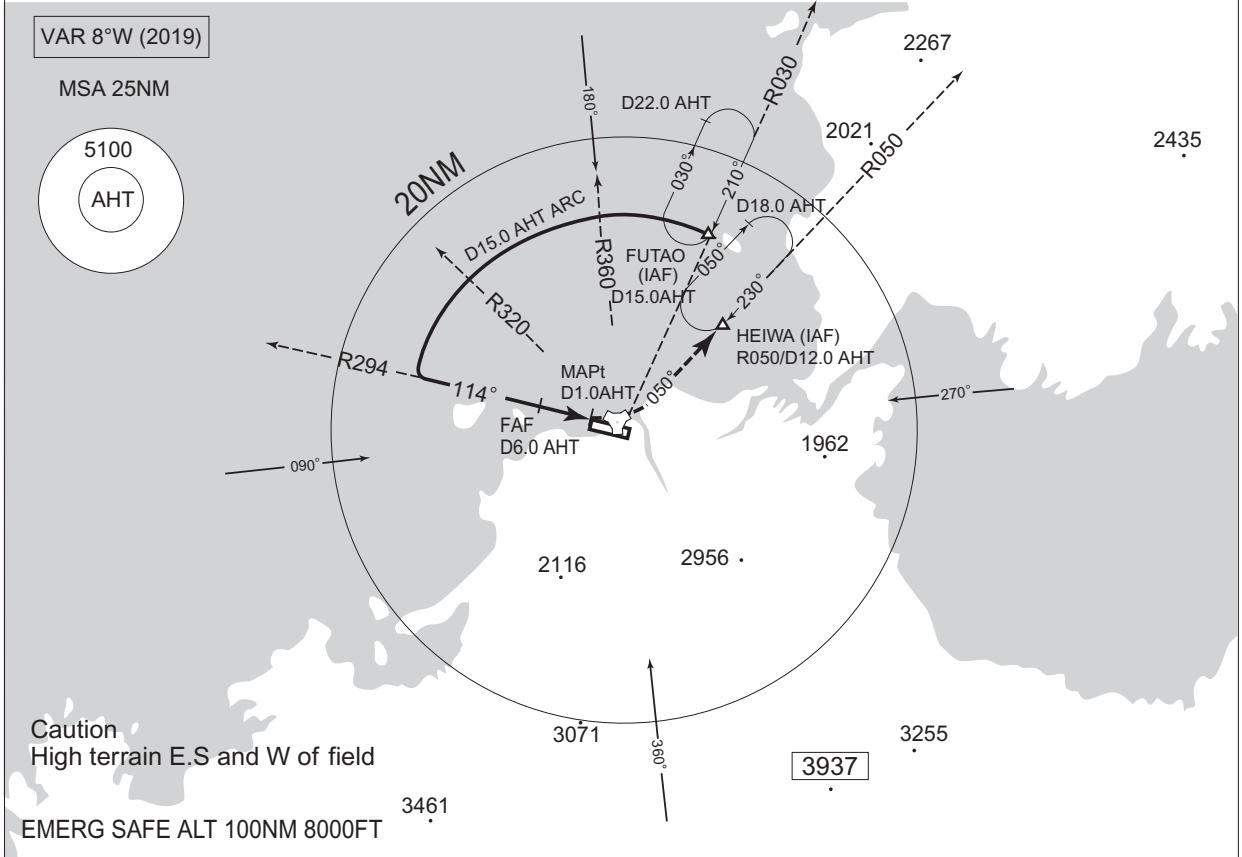 VAR 8°W (2019)
MSA 25NM
5100
AHT
20NM
180°
D22.0 AHT
R030
2267
2021
R050
2435
030°
210°
D18.0 AHT
D15.0 AHT ARC
R360
FUTAO
(IAF)
D15.0AHT
050°
230°
R320
HEIWA (IAF)
R050/D12.0 AHT
R294
114°
MAPt
D1.0AHT
050°
270°
FAF
D6.0 AHT
1962
090°
2116
2956
3071
360°
3255
3937
Caution
High terrain E.S and W of field
3461
EMERG SAFE ALT 100NM 8000FT